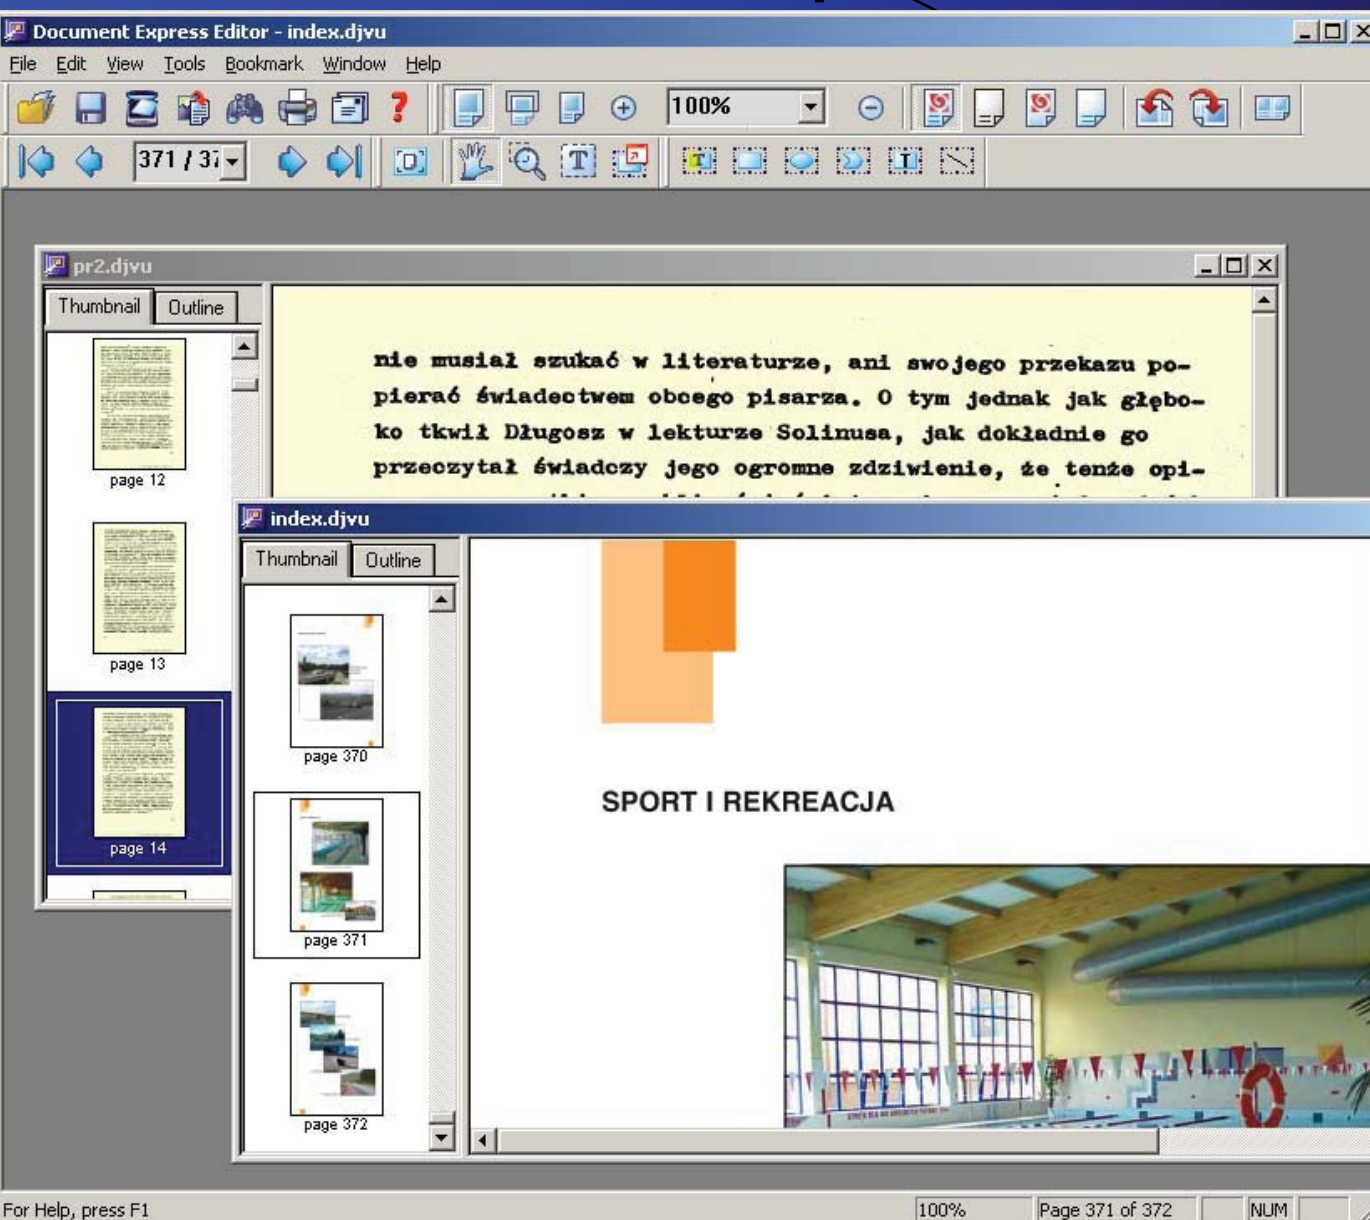 Document Express Editor - index.djvu
File Edit View Tools Bookmark Window Help
100%
371 / 37
pr2.djvu
Thumbnail Outline
page 12
page 13
page 14
nie musiał szukać w literaturze, ani swojego przekazu po-
pierać świadectwem obcego pisarza. O tym jednak jak głębo-
ko tkwił Długosz w lekturze Solinusa, jak dokładnie go
przeczytał świadczy jego ogromne zdziwienie, że tenże opi-
index.djvu
Thumbnail Outline
page 370
page 371
page 372
SPORT I REKREACJA
For Help, press F1
100%
Page 371 of 372
NUM